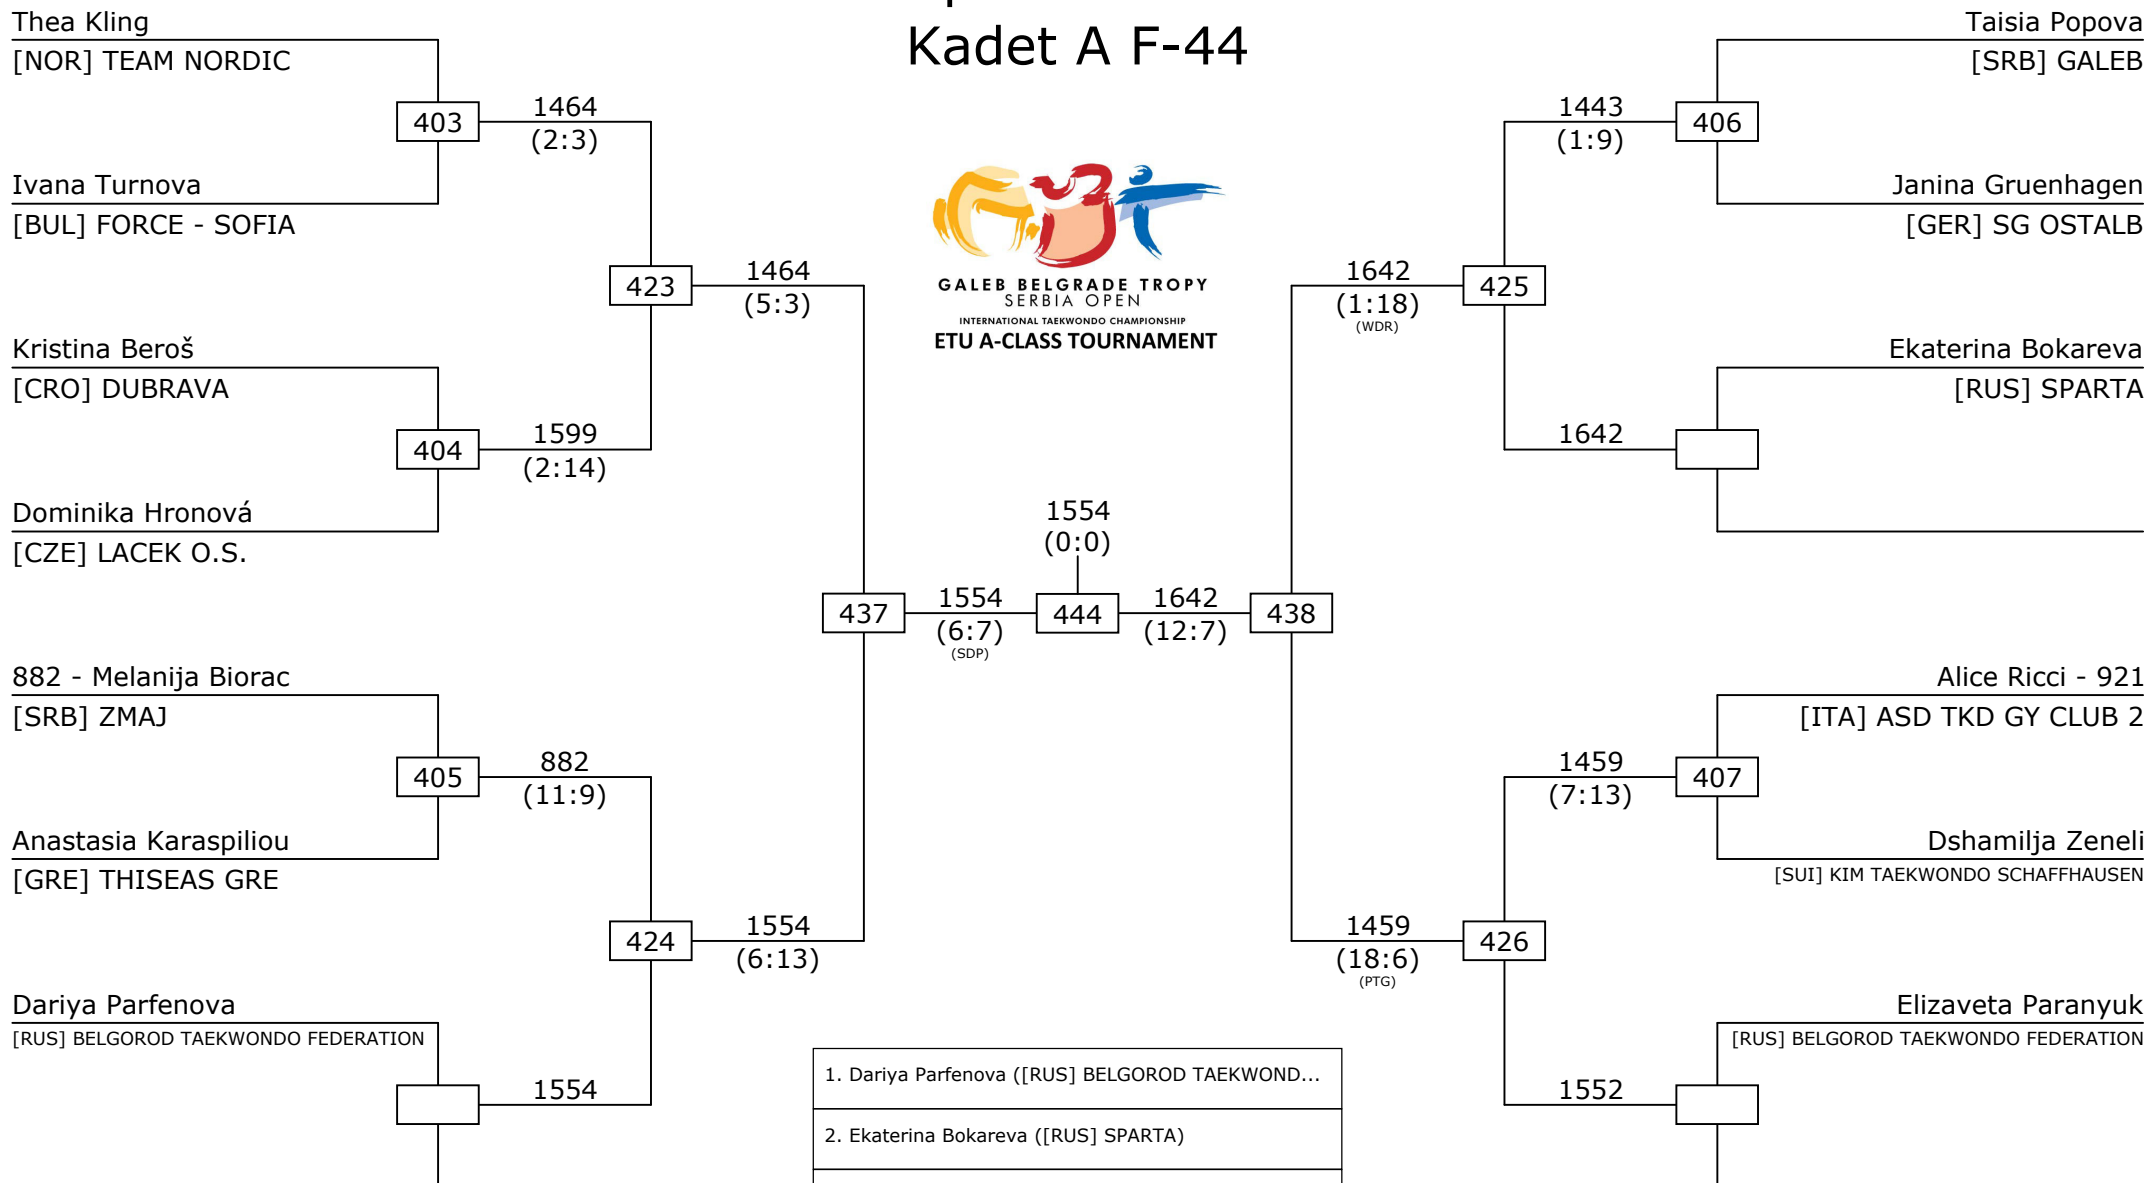 Kadet A F-44
Thea Kling
[NOR] TEAM NORDIC
403
1464
(2:3)
Ivana Turnova
[BUL] FORCE - SOFIA
423
1464
(5:3)
Kristina Beroš
[CRO] DUBRAVA
404
1599
(2:14)
Dominika Hronová
[CZE] LACEK O.S.
437
1554
(6:7)
(SDP)
882 - Melanija Biorac
[SRB] ZMAJ
405
882
(11:9)
Anastasia Karaspiliou
[GRE] THISEAS GRE
424
1554
(6:13)
Dariya Parfenova
[RUS] BELGOROD TAEKWONDO FEDERATION
1554
GALEB BELGRADE TROPY
SERBIA OPEN
INTERNATIONAL TAEKWONDO CHAMPIONSHIP
ETU A-CLASS TOURNAMENT
1554
(0:0)
444
Taisia Popova
[SRB] GALEB
1443
(1:9)
406
Janina Gruenhagen
[GER] SG OSTALB
1642
(1:18)
(WDR)
425
Ekaterina Bokareva
[RUS] SPARTA
1642
1642
(12:7)
438
Alice Ricci - 921
[ITA] ASD TKD GY CLUB 2
1459
(7:13)
407
Dshamilja Zeneli
[SUI] KIM TAEKWONDO SCHAFFHAUSEN
1459
(18:6)
(PTG)
426
Elizaveta Paranyuk
[RUS] BELGOROD TAEKWONDO FEDERATION
1552
1. Dariya Parfenova ([RUS] BELGOROD TAEKWOND...
2. Ekaterina Bokareva ([RUS] SPARTA)